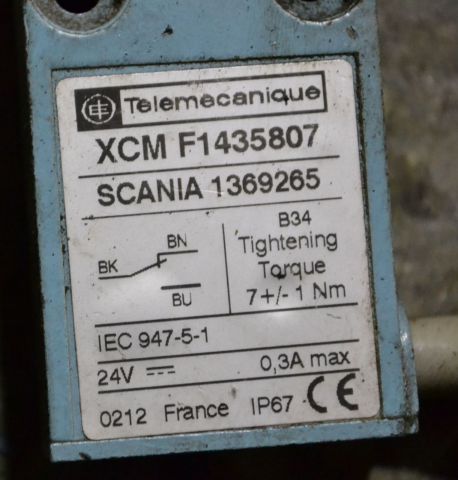 Telemecanique
XCM F1435807
SCANIA 1369265
BN
BK
BU
B34
Tightening
Torque
7+/- 1 Nm
IEC 947-5-1
24V ⎓ 0,3A max
0212 France IP67 CE